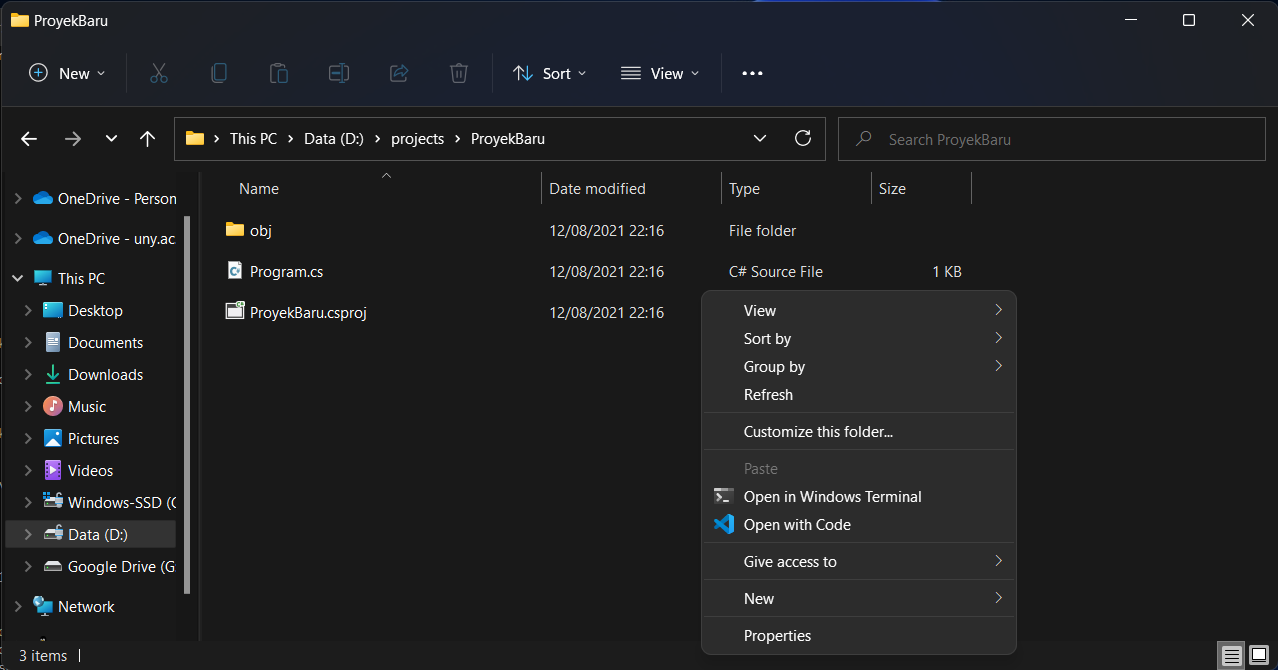 ProyekBaru
New
Sort
View
This PC
Data (D:)
projects
ProyekBaru
Search ProyekBaru
OneDrive - Person
OneDrive - uny.ac
This PC
Desktop
Documents
Downloads
Music
Pictures
Videos
Windows-SSD (C
Data (D:)
Google Drive (G
Network
Name
Date modified
Type
Size
obj
12/08/2021 22:16
File folder
Program.cs
12/08/2021 22:16
C# Source File
1 KB
ProyekBaru.csproj
12/08/2021 22:16
View
Sort by
Group by
Refresh
Customize this folder...
Paste
Open in Windows Terminal
Open with Code
Give access to
New
Properties
3 items